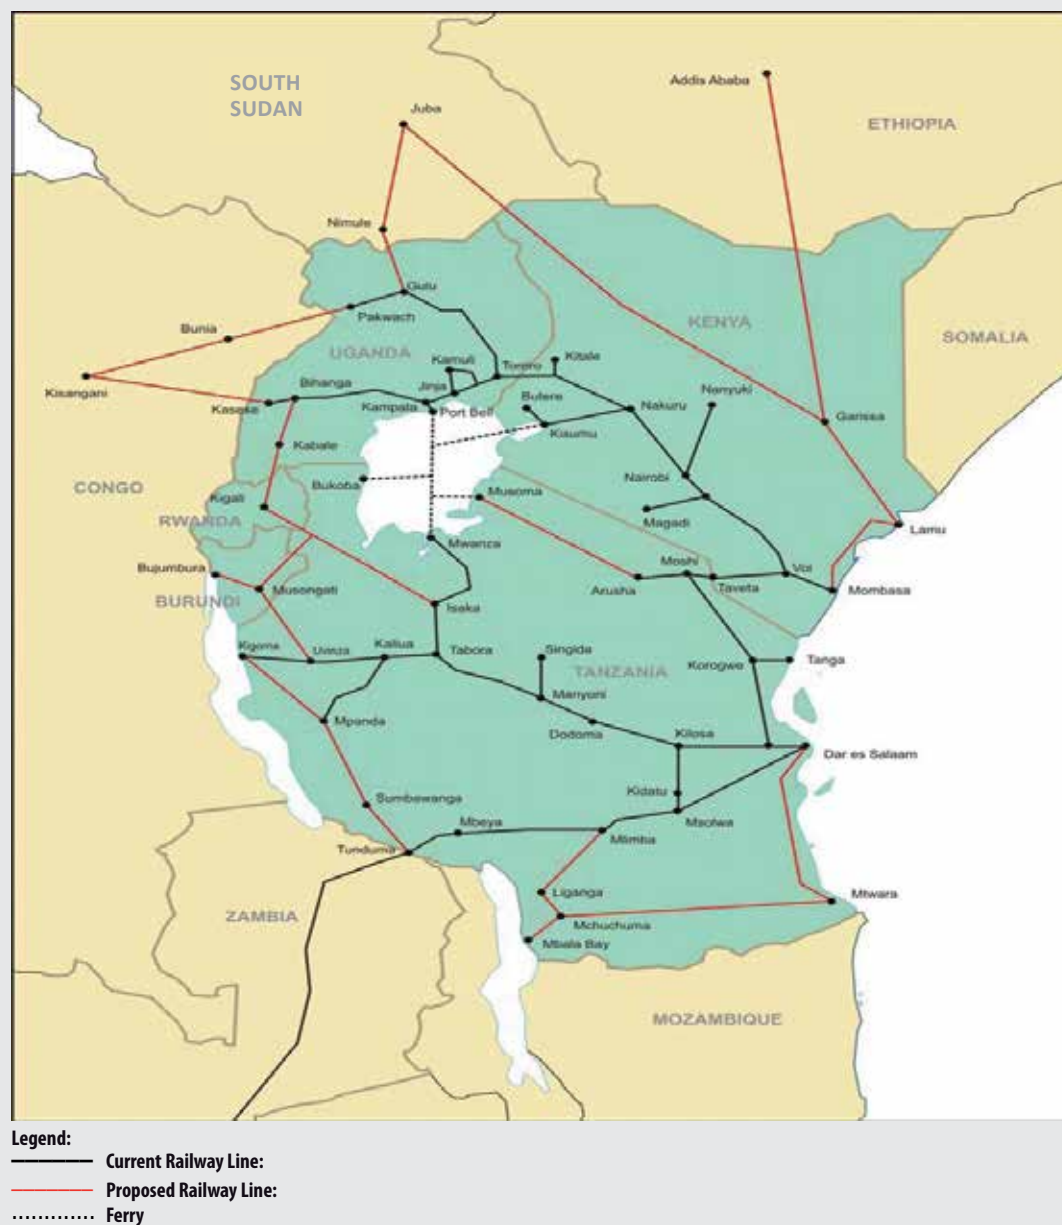 SOUTH
SUDAN
Addis Ababa
Juba
ETHIOPIA
Nimule
Gulu
Pakwach
KENYA
Bunia
SOMALIA
UGANDA
Kamuli
Tororo
Kitale
Kisangani
Bihanga
Jinja
Nanyuki
Kasese
Kampala
Port Bell
Butere
Nakuru
Garissa
Kisumu
Kabale
CONGO
Bukoba
Nairobi
Kigali
Musoma
RWANDA
Magadi
Lamu
Mwanza
Moshi
Voi
Bujumbura
Musongati
Arusha
Taveta
Mombasa
BURUNDI
Isaka
Kigoma
Uvinza
Kaliua
Tabora
Singida
TANZANIA
Korogwe
Tanga
Manyoni
Mpanda
Dodoma
Kilosa
Dar es Salaam
Kidatu
Sumbawanga
Mbeya
Msolwa
Mlimba
Tunduma
Liganga
Mtwara
ZAMBIA
Mchuchuma
Mbala Bay
MOZAMBIQUE
Legend:
Current Railway Line:
Proposed Railway Line:
Ferry